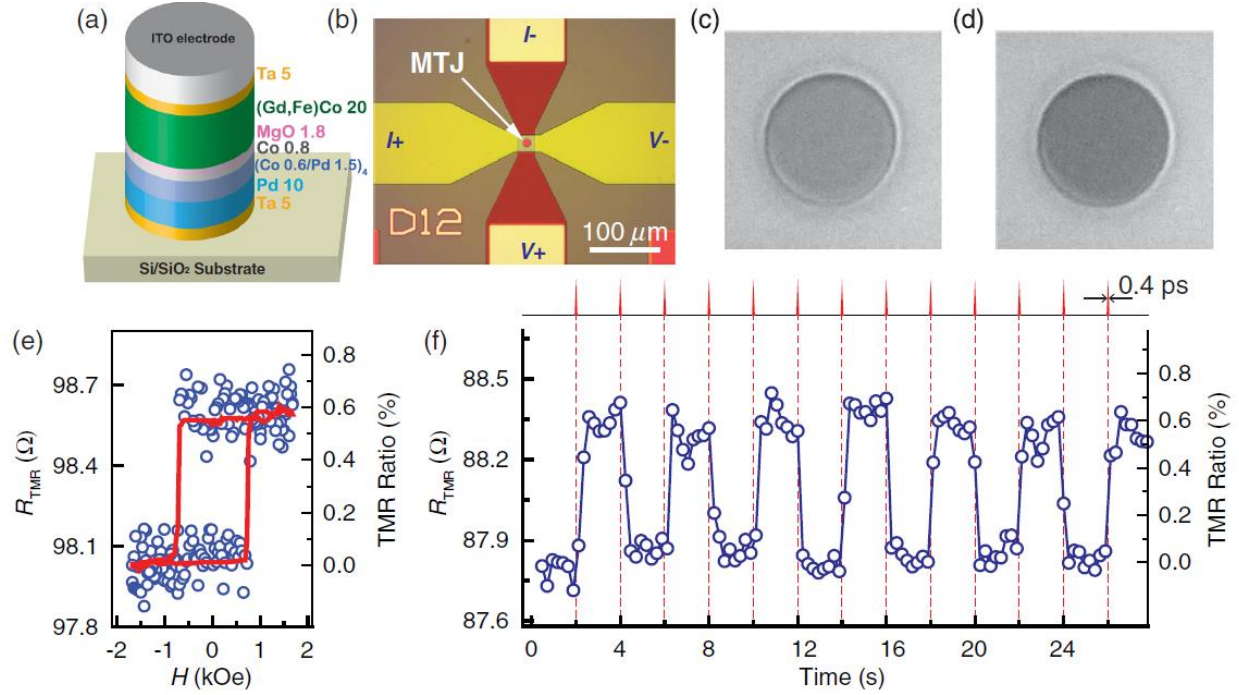 (a)
ITO electrode
Ta 5
(Gd,Fe)Co 20
MgO 1.8
Co 0.8
(Co 0.6/Pd 1.5)₄
Pd 10
Ta 5
Si/SiO₂ Substrate
(b)
I-
MTJ
I+
V-
D12
100 μm
V+
(c)
(d)
0.4 ps
(e)
98.7
98.4
98.1
97.8
R_TMR (Ω)
0.8
0.6
0.4
0.2
0.0
TMR Ratio (%)
-2 -1 0 1 2
H (kOe)
(f)
88.5
88.2
87.9
87.6
R_TMR (Ω)
0.8
0.6
0.4
0.2
0.0
TMR Ratio (%)
0 4 8 12 16 20 24
Time (s)